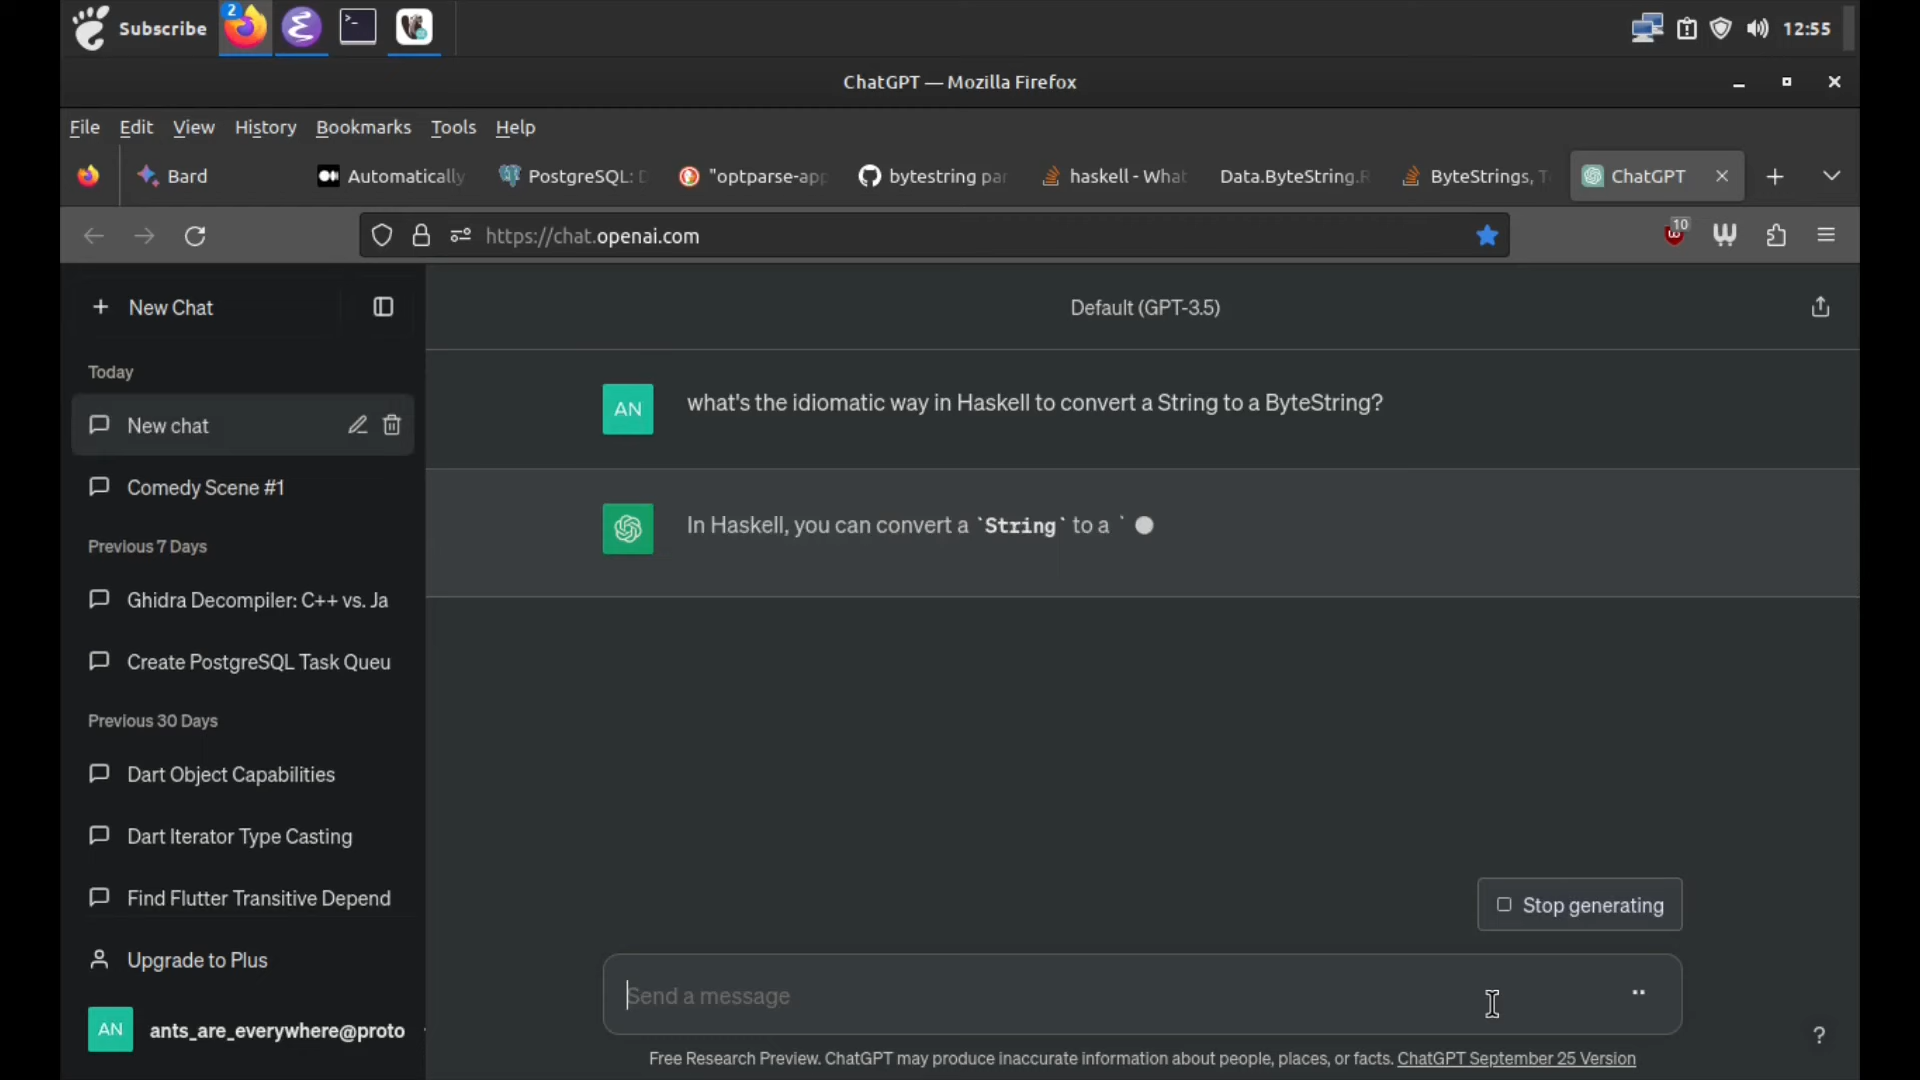 Subscribe
2
12:55
ChatGPT — Mozilla Firefox
File Edit View History Bookmarks Tools Help
Bard
Automatically
PostgreSQL: D
"optparse-app
bytestring par
haskell - What
Data.ByteString.R
ByteStrings, T
ChatGPT
https://chat.openai.com
10
New Chat
Default (GPT-3.5)
Today
AN
what's the idiomatic way in Haskell to convert a String to a ByteString?
New chat
Comedy Scene #1
In Haskell, you can convert a `String` to a `
Previous 7 Days
Ghidra Decompiler: C++ vs. Ja
Create PostgreSQL Task Queu
Previous 30 Days
Dart Object Capabilities
Dart Iterator Type Casting
Find Flutter Transitive Depend
Stop generating
Upgrade to Plus
Send a message
AN
ants_are_everywhere@proto
?
Free Research Preview. ChatGPT may produce inaccurate information about people, places, or facts. ChatGPT September 25 Version